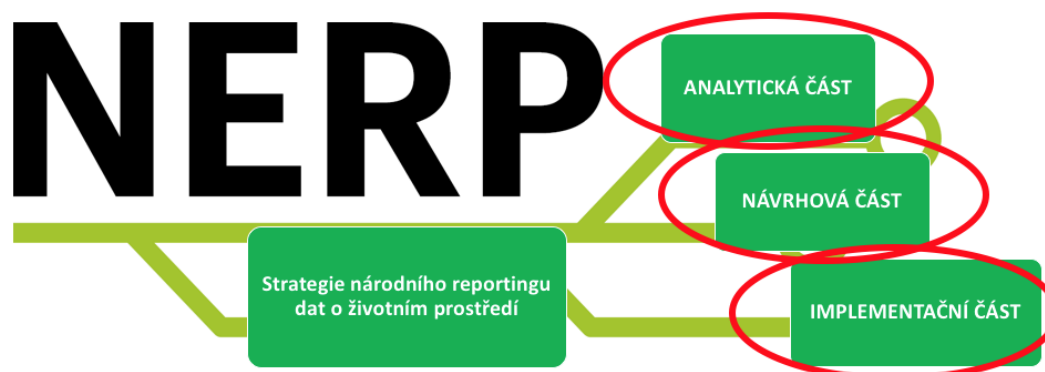 NERP
ANALYTICKÁ ČÁST
NÁVRHOVÁ ČÁST
Strategie národního reportingu
dat o životním prostředí
IMPLEMENTAČNÍ ČÁST